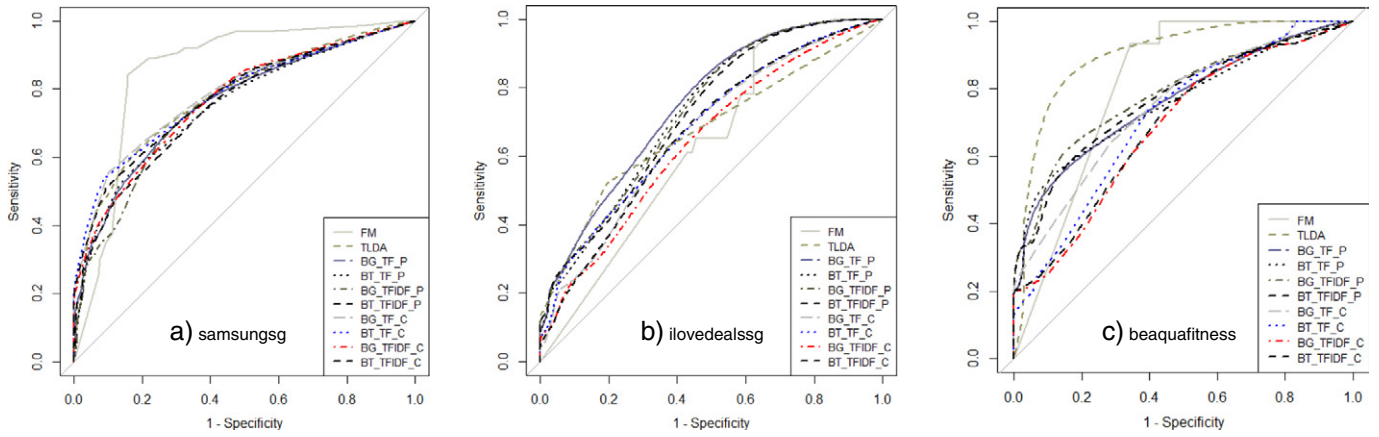 1.0
0.8
0.6
0.4
0.2
0.0
Sensitivity
0.0 0.2 0.4 0.6 0.8 1.0
1 - Specificity
FM
TLDA
BG_TF_P
BT_TF_P
BG_TFIDF_P
BT_TFIDF_P
BG_TF_C
BT_TF_C
BG_TFIDF_C
BT_TFIDF_C
a) samsungsg
1.0
0.8
0.6
0.4
0.2
0.0
Sensitivity
0.0 0.2 0.4 0.6 0.8 1.0
1 - Specificity
FM
TLDA
BG_TF_P
BT_TF_P
BG_TFIDF_P
BT_TFIDF_P
BG_TF_C
BT_TF_C
BG_TFIDF_C
BT_TFIDF_C
b) ilovedealssg
1.0
0.8
0.6
0.4
0.2
0.0
Sensitivity
0.0 0.2 0.4 0.6 0.8 1.0
1 - Specificity
FM
TLDA
BG_TF_P
BT_TF_P
BG_TFIDF_P
BT_TFIDF_P
BG_TF_C
BT_TF_C
BG_TFIDF_C
BT_TFIDF_C
c) beaquafitness